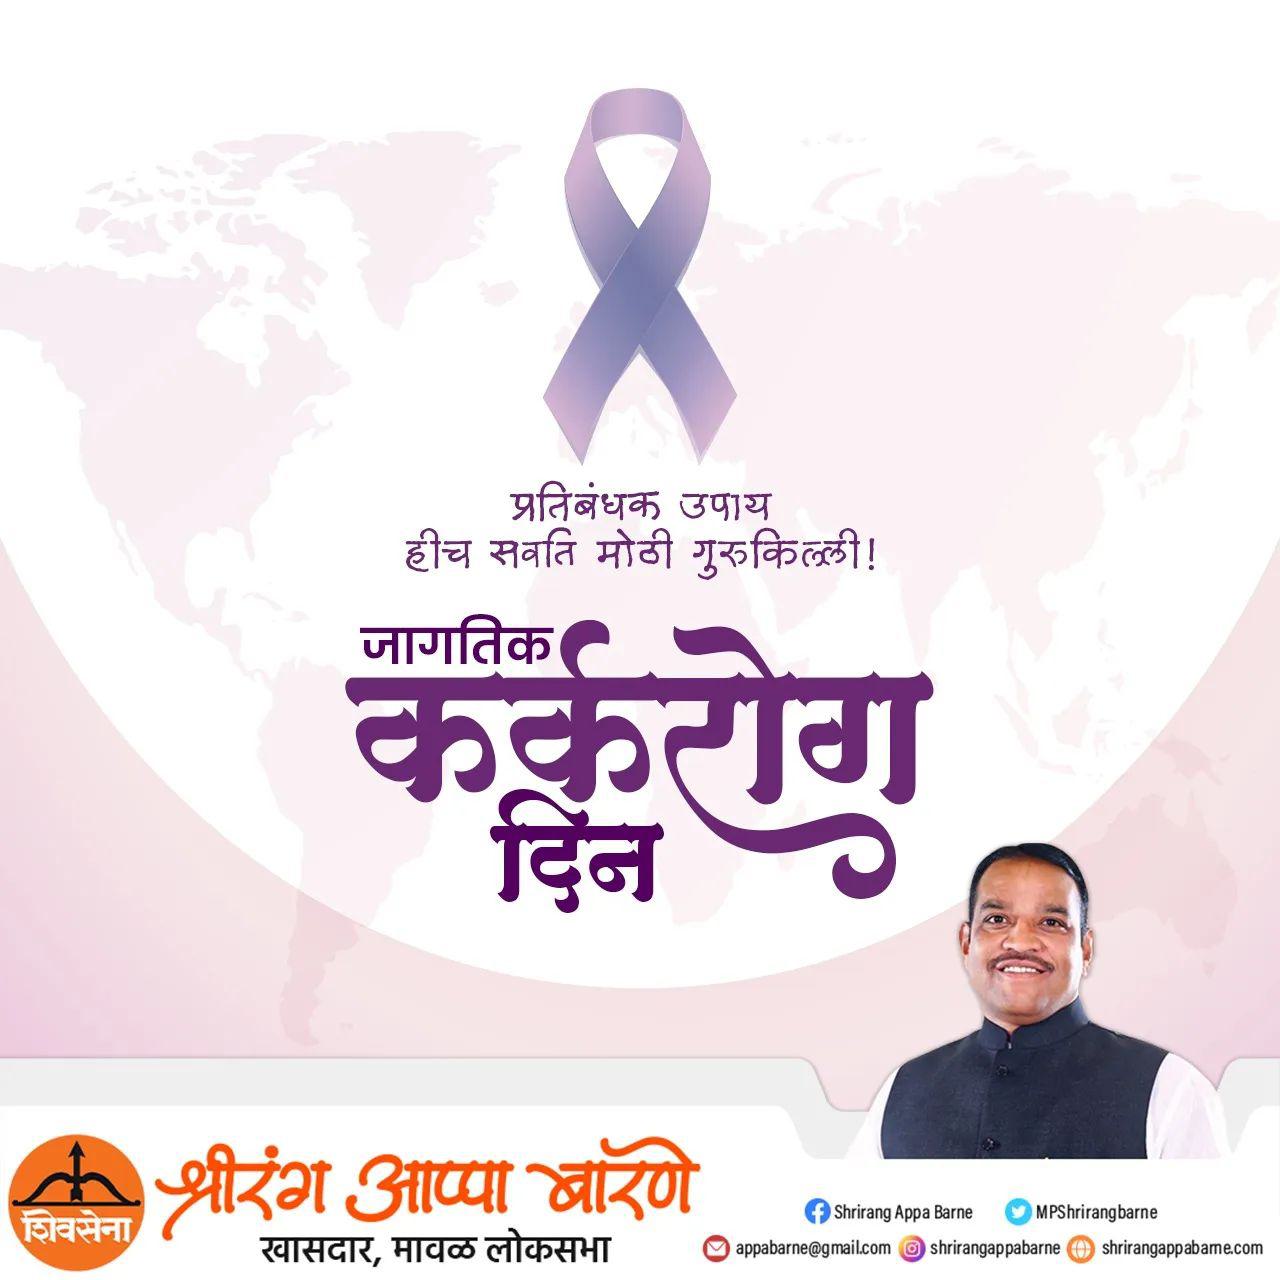 प्रतिबंधक उपाय
हीच सवति मोठी गुरुकिल्ली!
जागतिक
कर्करोग
दिन
शिवसेना
श्रीरंग आप्पा बारणे
खासदार, मावळ लोकसभा
Shrirang Appa Barne MPShrirangbarne
appabarne@gmail.com shrirangappabarne shrirangappabarne.com